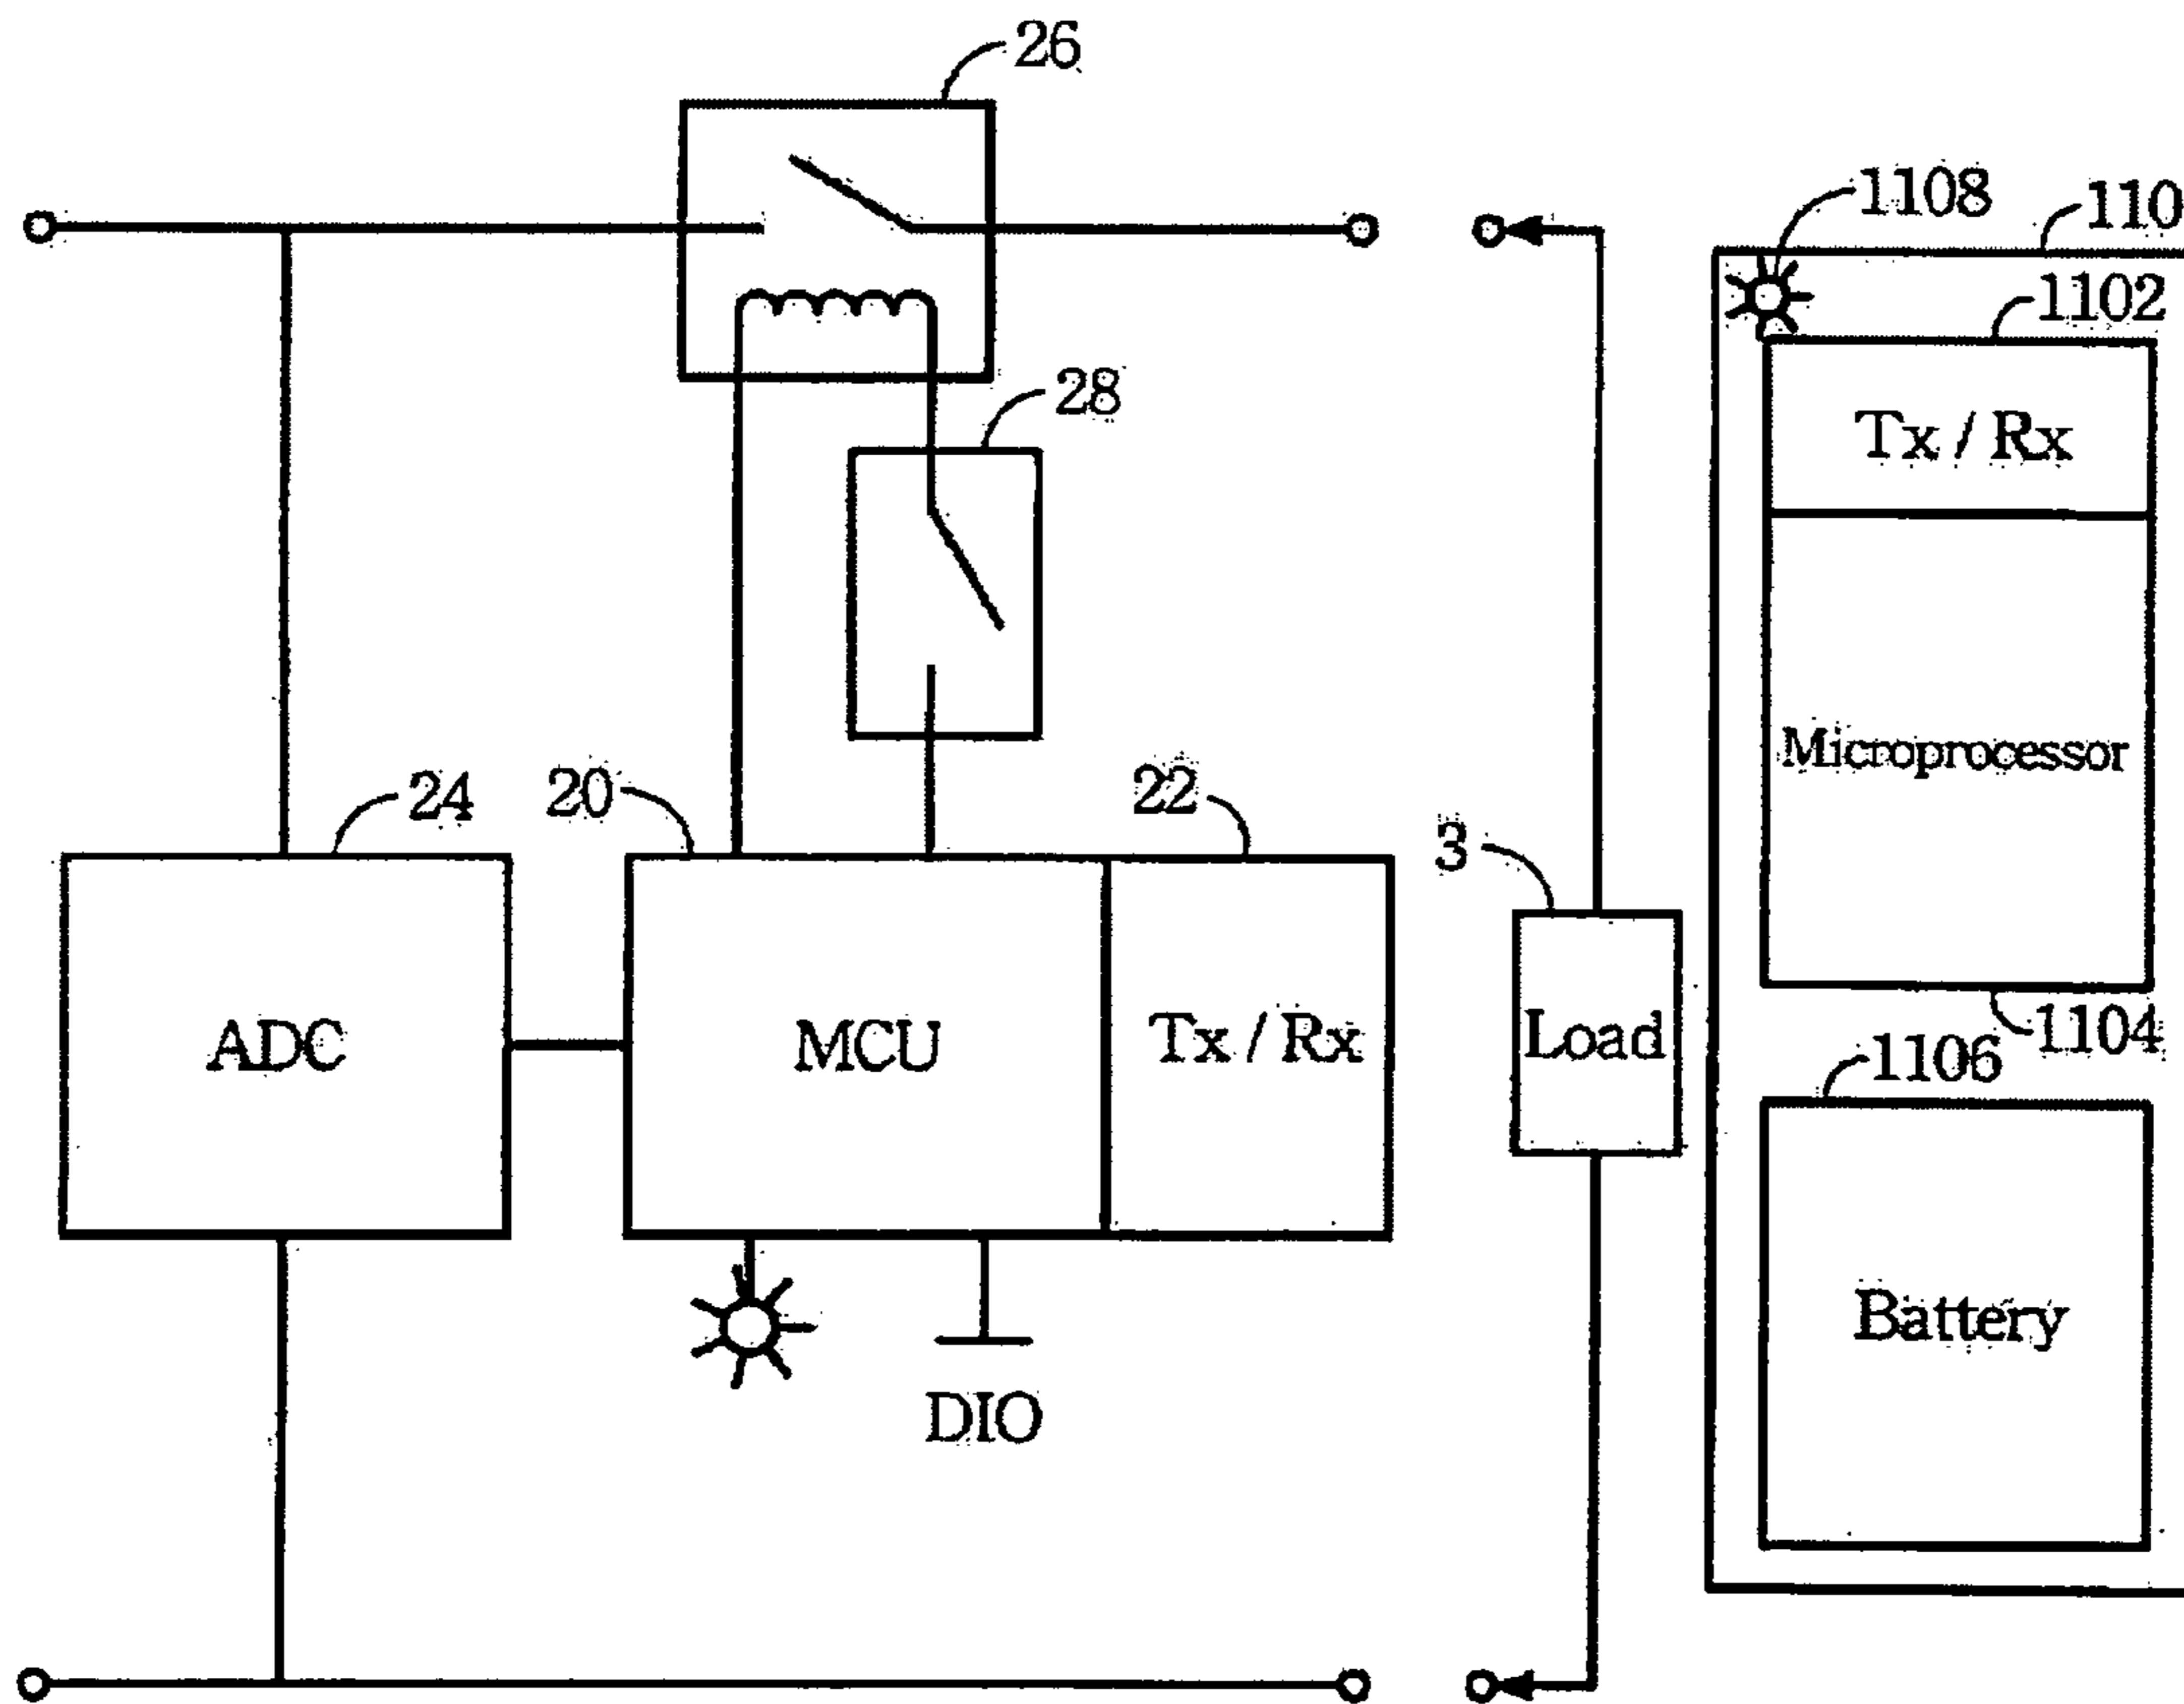 26
1108
110
1102
28
Tx / Rx
Microprocessor
24
20
22
3
ADC
MCU
Tx / Rx
Load
1104
1106
Battery
DIO